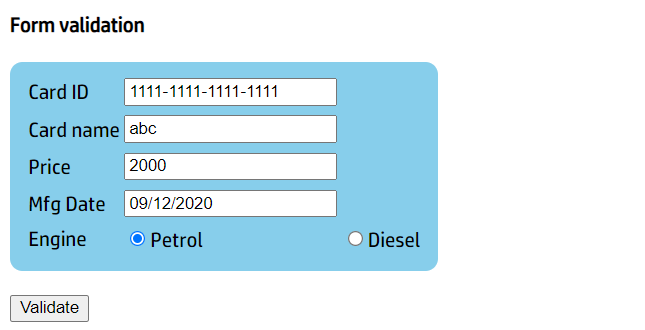 Form validation
Card ID 1111-1111-1111-1111
Card name abc
Price 2000
Mfg Date 09/12/2020
Engine Petrol Diesel
Validate